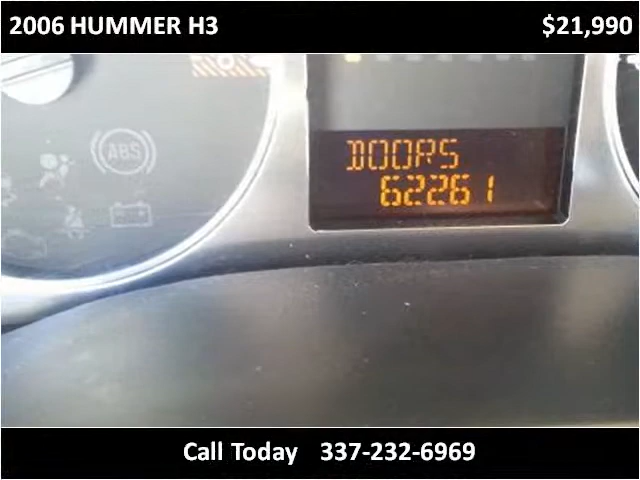 2006 HUMMER H3 $21,990
ABS
DOORS
62261
Call Today 337-232-6969